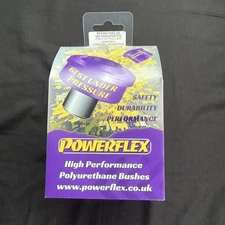 BEST UNDER
PRESSURE
SAFETY
DURABILITY
PERFORMANCE
POWERFLEX
High Performance
Polyurethane Bushes
www.powerflex.co.uk